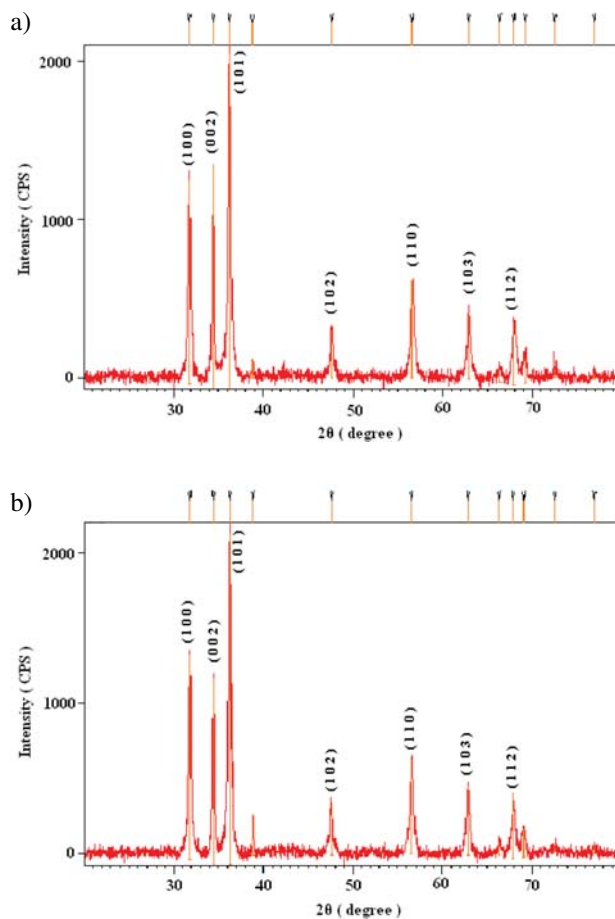 a)
2000
(101)
(100)
(002)
1000
(110)
(103)
(112)
(102)
0
Intensity (CPS)
30 40 50 60 70
2θ (degree)
b)
2000
(101)
(100)
(002)
1000
(110)
(103)
(102)
(112)
0
Intensity (CPS)
30 40 50 60 70
2θ (degree)